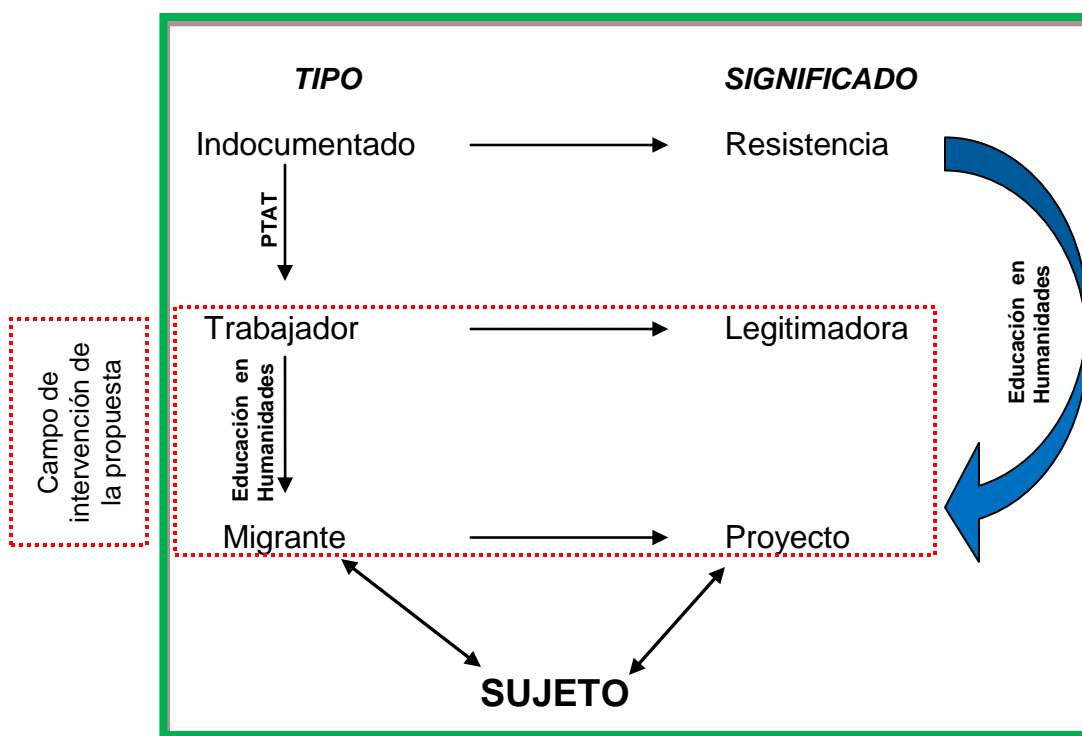 TIPO
SIGNIFICADO
Indocumentado
Resistencia
PTAT
Educación en
Humanidades
Campo de
intervención de
la propuesta
Trabajador
Legitimadora
Educación en
Humanidades
Migrante
Proyecto
SUJETO